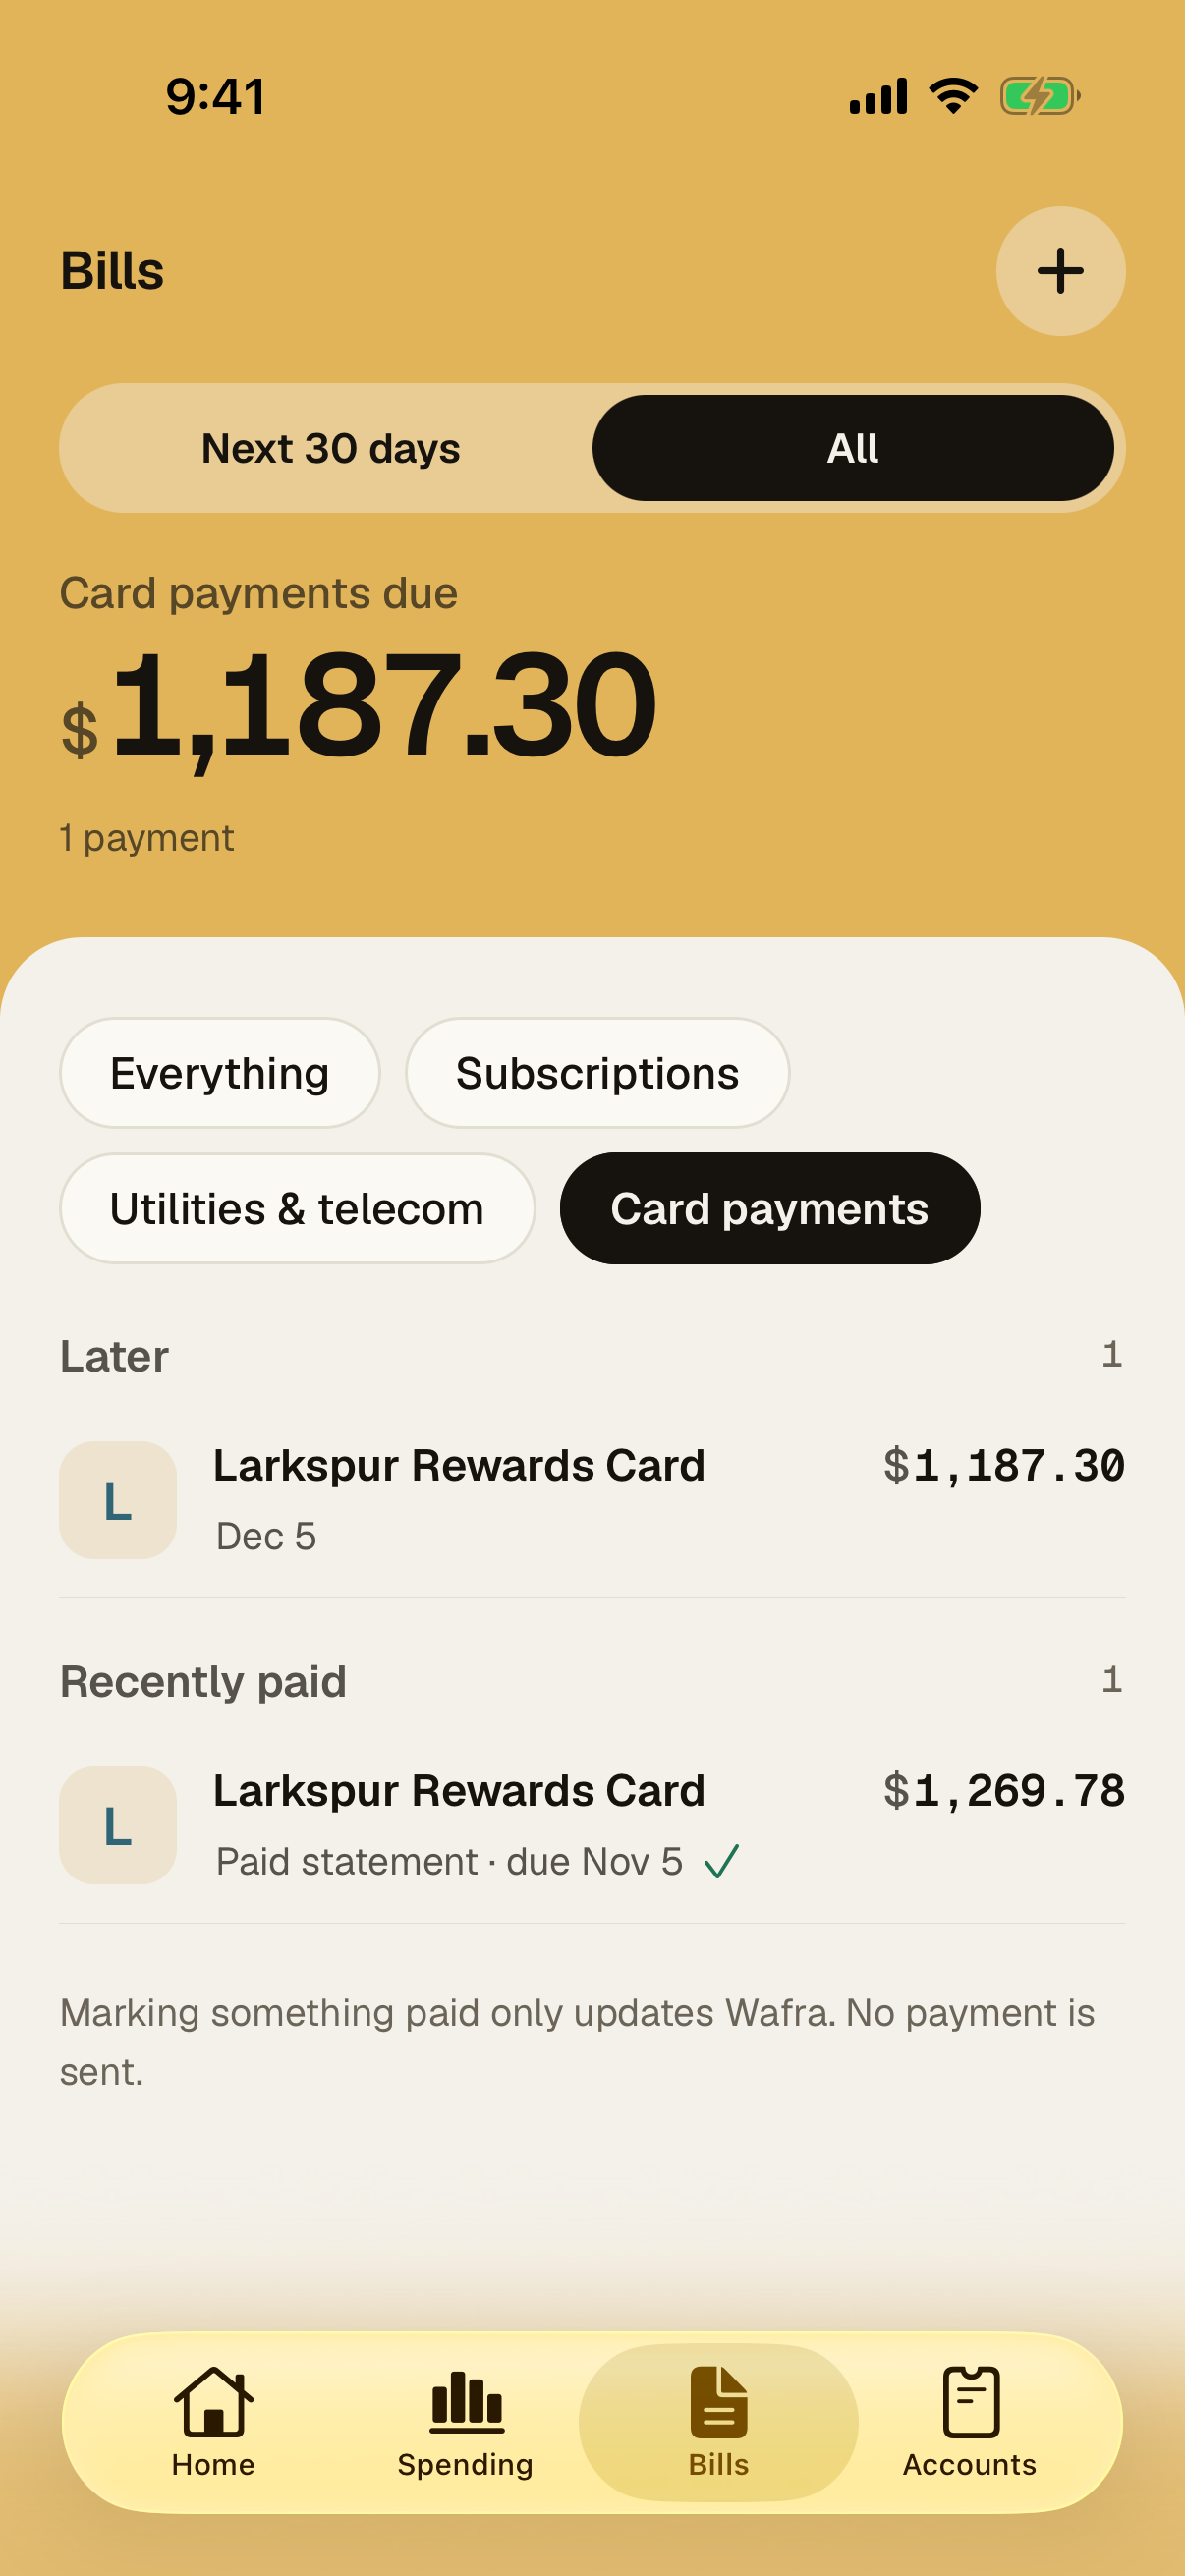 9:41
Bills
Next 30 days
All
Card payments due
$1,187.30
1 payment
Everything
Subscriptions
Utilities & telecom
Card payments
Later
1
L
Larkspur Rewards Card
$1,187.30
Dec 5
Recently paid
1
L
Larkspur Rewards Card
$1,269.78
Paid statement · due Nov 5
Marking something paid only updates Wafra. No payment is
sent.
Home
Spending
Bills
Accounts